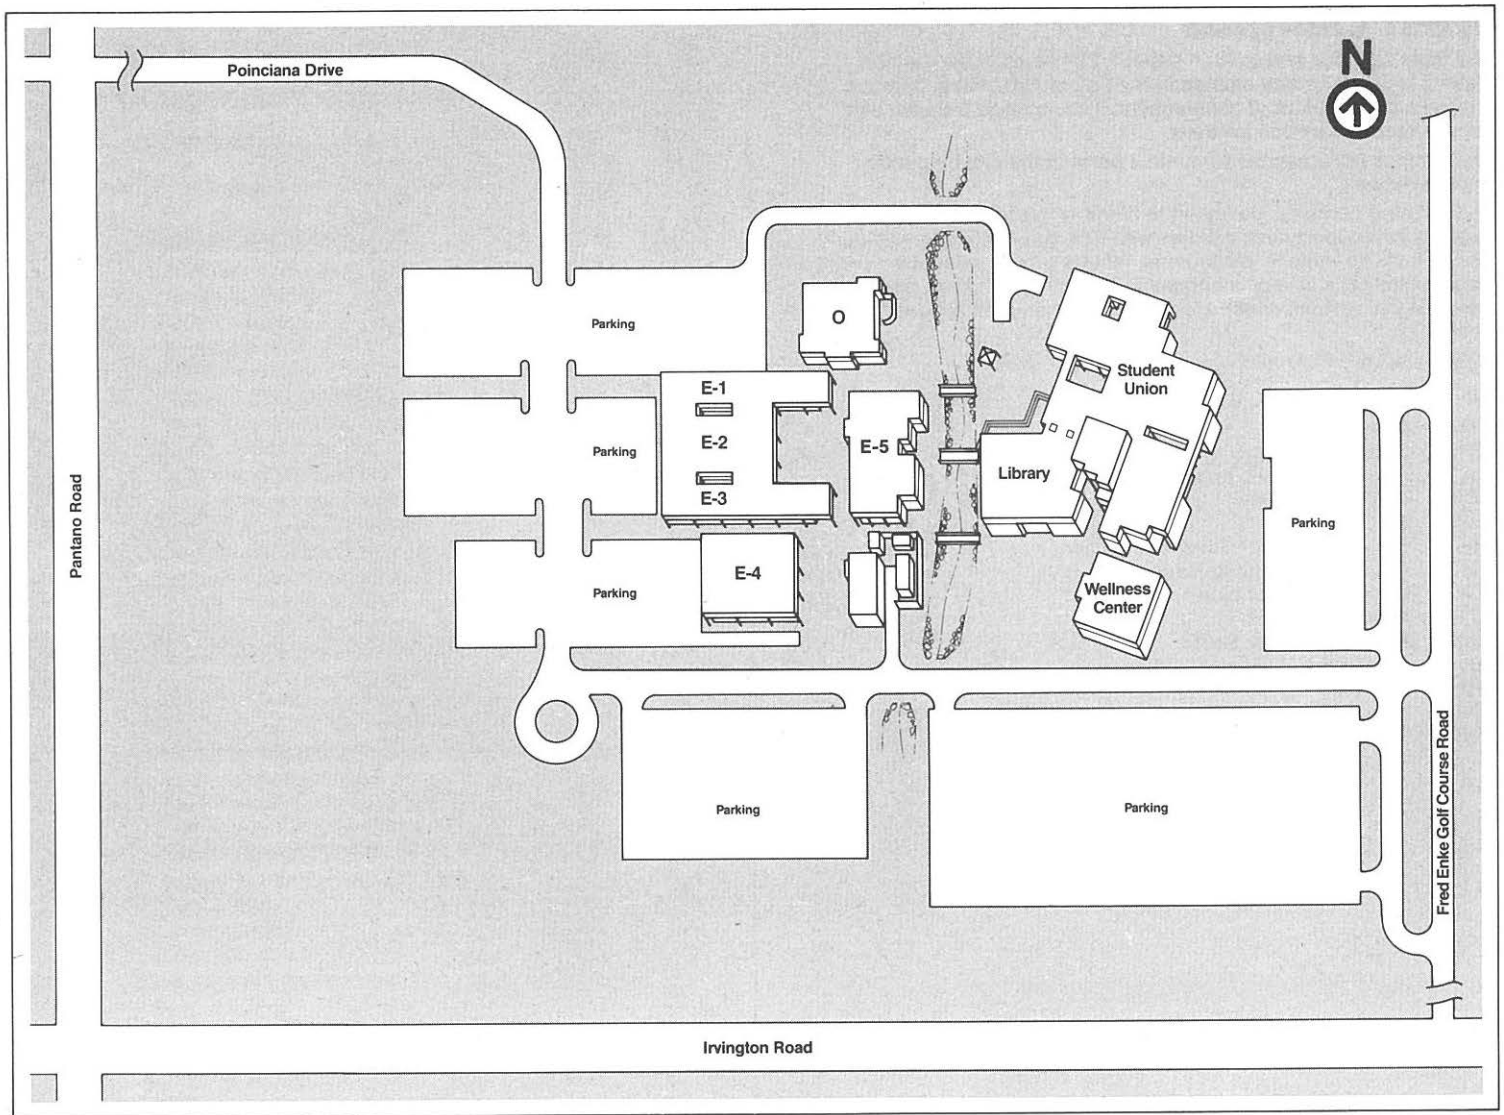 N
Poinciana Drive
Parking
O
Student
Union
E-1
E-2
E-3
E-5
Parking
Library
Parking
Pantano Road
E-4
Parking
Wellness
Center
Parking
Parking
Fred Enke Golf Course Road
Irvington Road